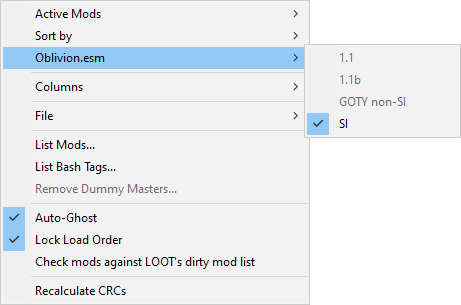 Active Mods
Sort by
Oblivion.esm
Columns
File
List Mods...
List Bash Tags...
Remove Dummy Masters...
Auto-Ghost
Lock Load Order
Check mods against LOOT's dirty mod list
Recalculate CRCs
1.1
1.1b
GOTY non-SI
SI